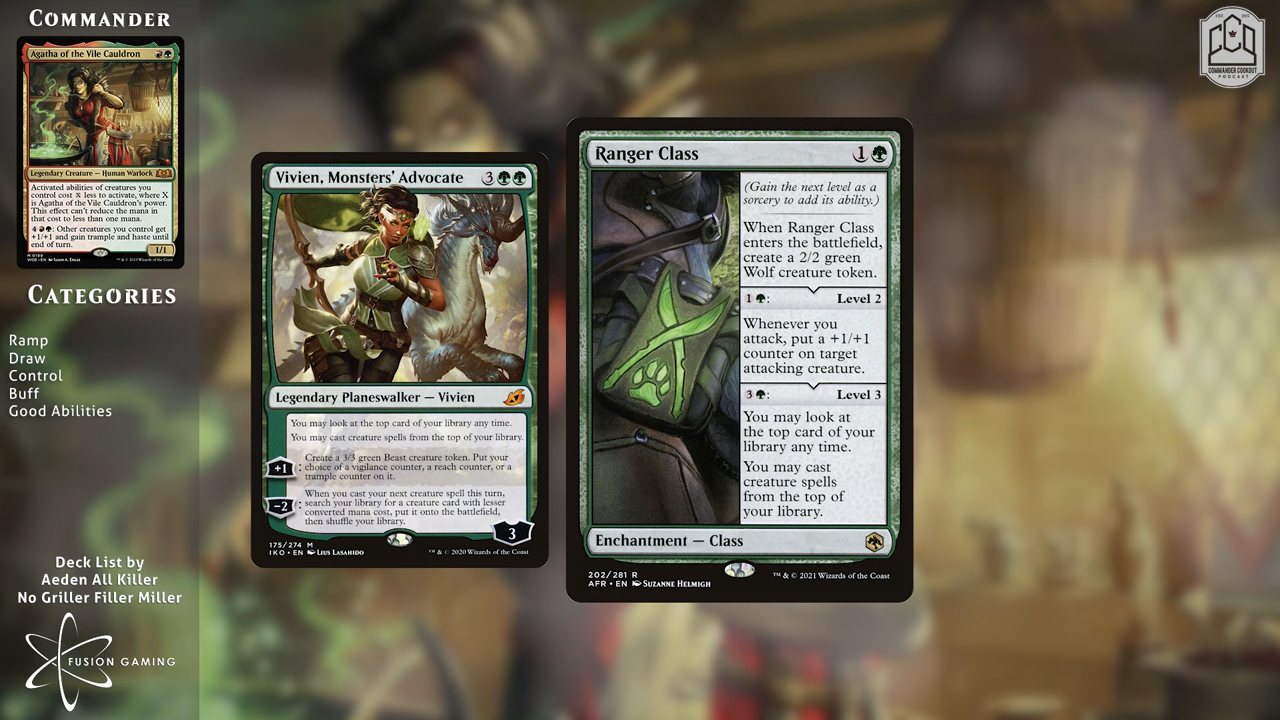 COMMANDER
Agatha of the Vile Cauldron
Legendary Creature — Human Warlock
Activated abilities of creatures you
control cost X less to activate, where X
is Agatha of the Vile Cauldron's power.
This effect can't reduce the mana in
that cost to less than one mana.
4: Other creatures you control get
+1/+1 and gain trample and haste until
end of turn.
1/1
CATEGORIES
Ramp
Draw
Control
Buff
Good Abilities
Deck List by
Aeden All Killer
No Griller Filler Miller
FUSION GAMING
Vivien, Monsters' Advocate
3
Legendary Planeswalker — Vivien
You may look at the top card of your library any time.
You may cast creature spells from the top of your library.
+1: Create a 3/3 green Beast creature token. Put your
choice of a vigilance counter, a reach counter, or a
trample counter on it.
−2: When you cast your next creature spell this turn,
search your library for a creature card with lesser
converted mana cost, put it onto the battlefield,
then shuffle your library.
3
175/274 M
IKO • EN Lius Lasahido
™ & © 2020 Wizards of the Coast
Ranger Class
1
(Gain the next level as a
sorcery to add its ability.)
When Ranger Class
enters the battlefield,
create a 2/2 green
Wolf creature token.
1: Level 2
Whenever you
attack, put a +1/+1
counter on target
attacking creature.
3: Level 3
You may look at
the top card of your
library any time.
You may cast
creature spells
from the top of
your library.
Enchantment — Class
202/281 R
AFR • EN Suzanne Helmigh
™ & © 2021 Wizards of the Coast
CCO
COMMANDER COOKOUT
PODCAST